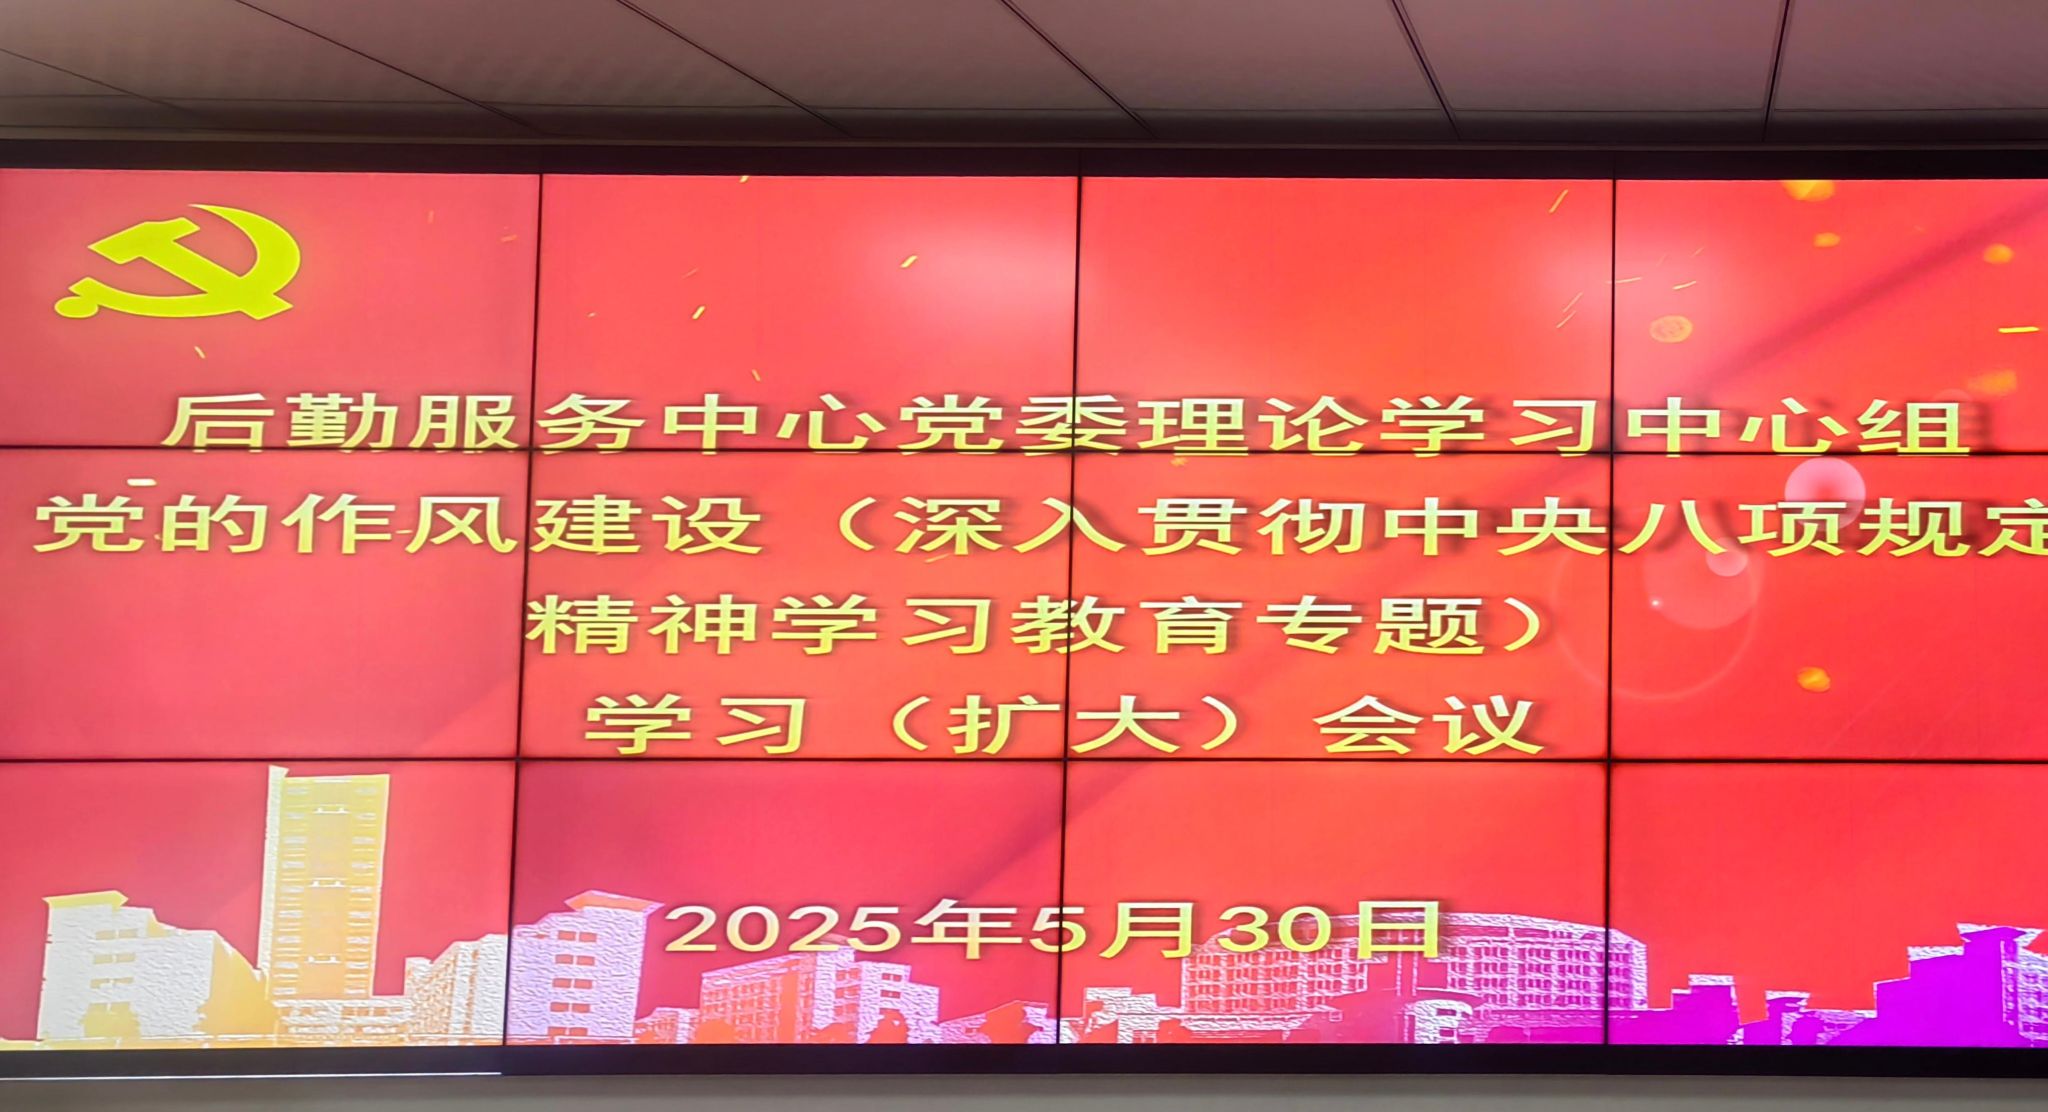 后勤服务中心党委理论学习中心组
党的作风建设（深入贯彻中央八项规定
精神学习教育专题）
学习（扩大）会议
2025年5月30日